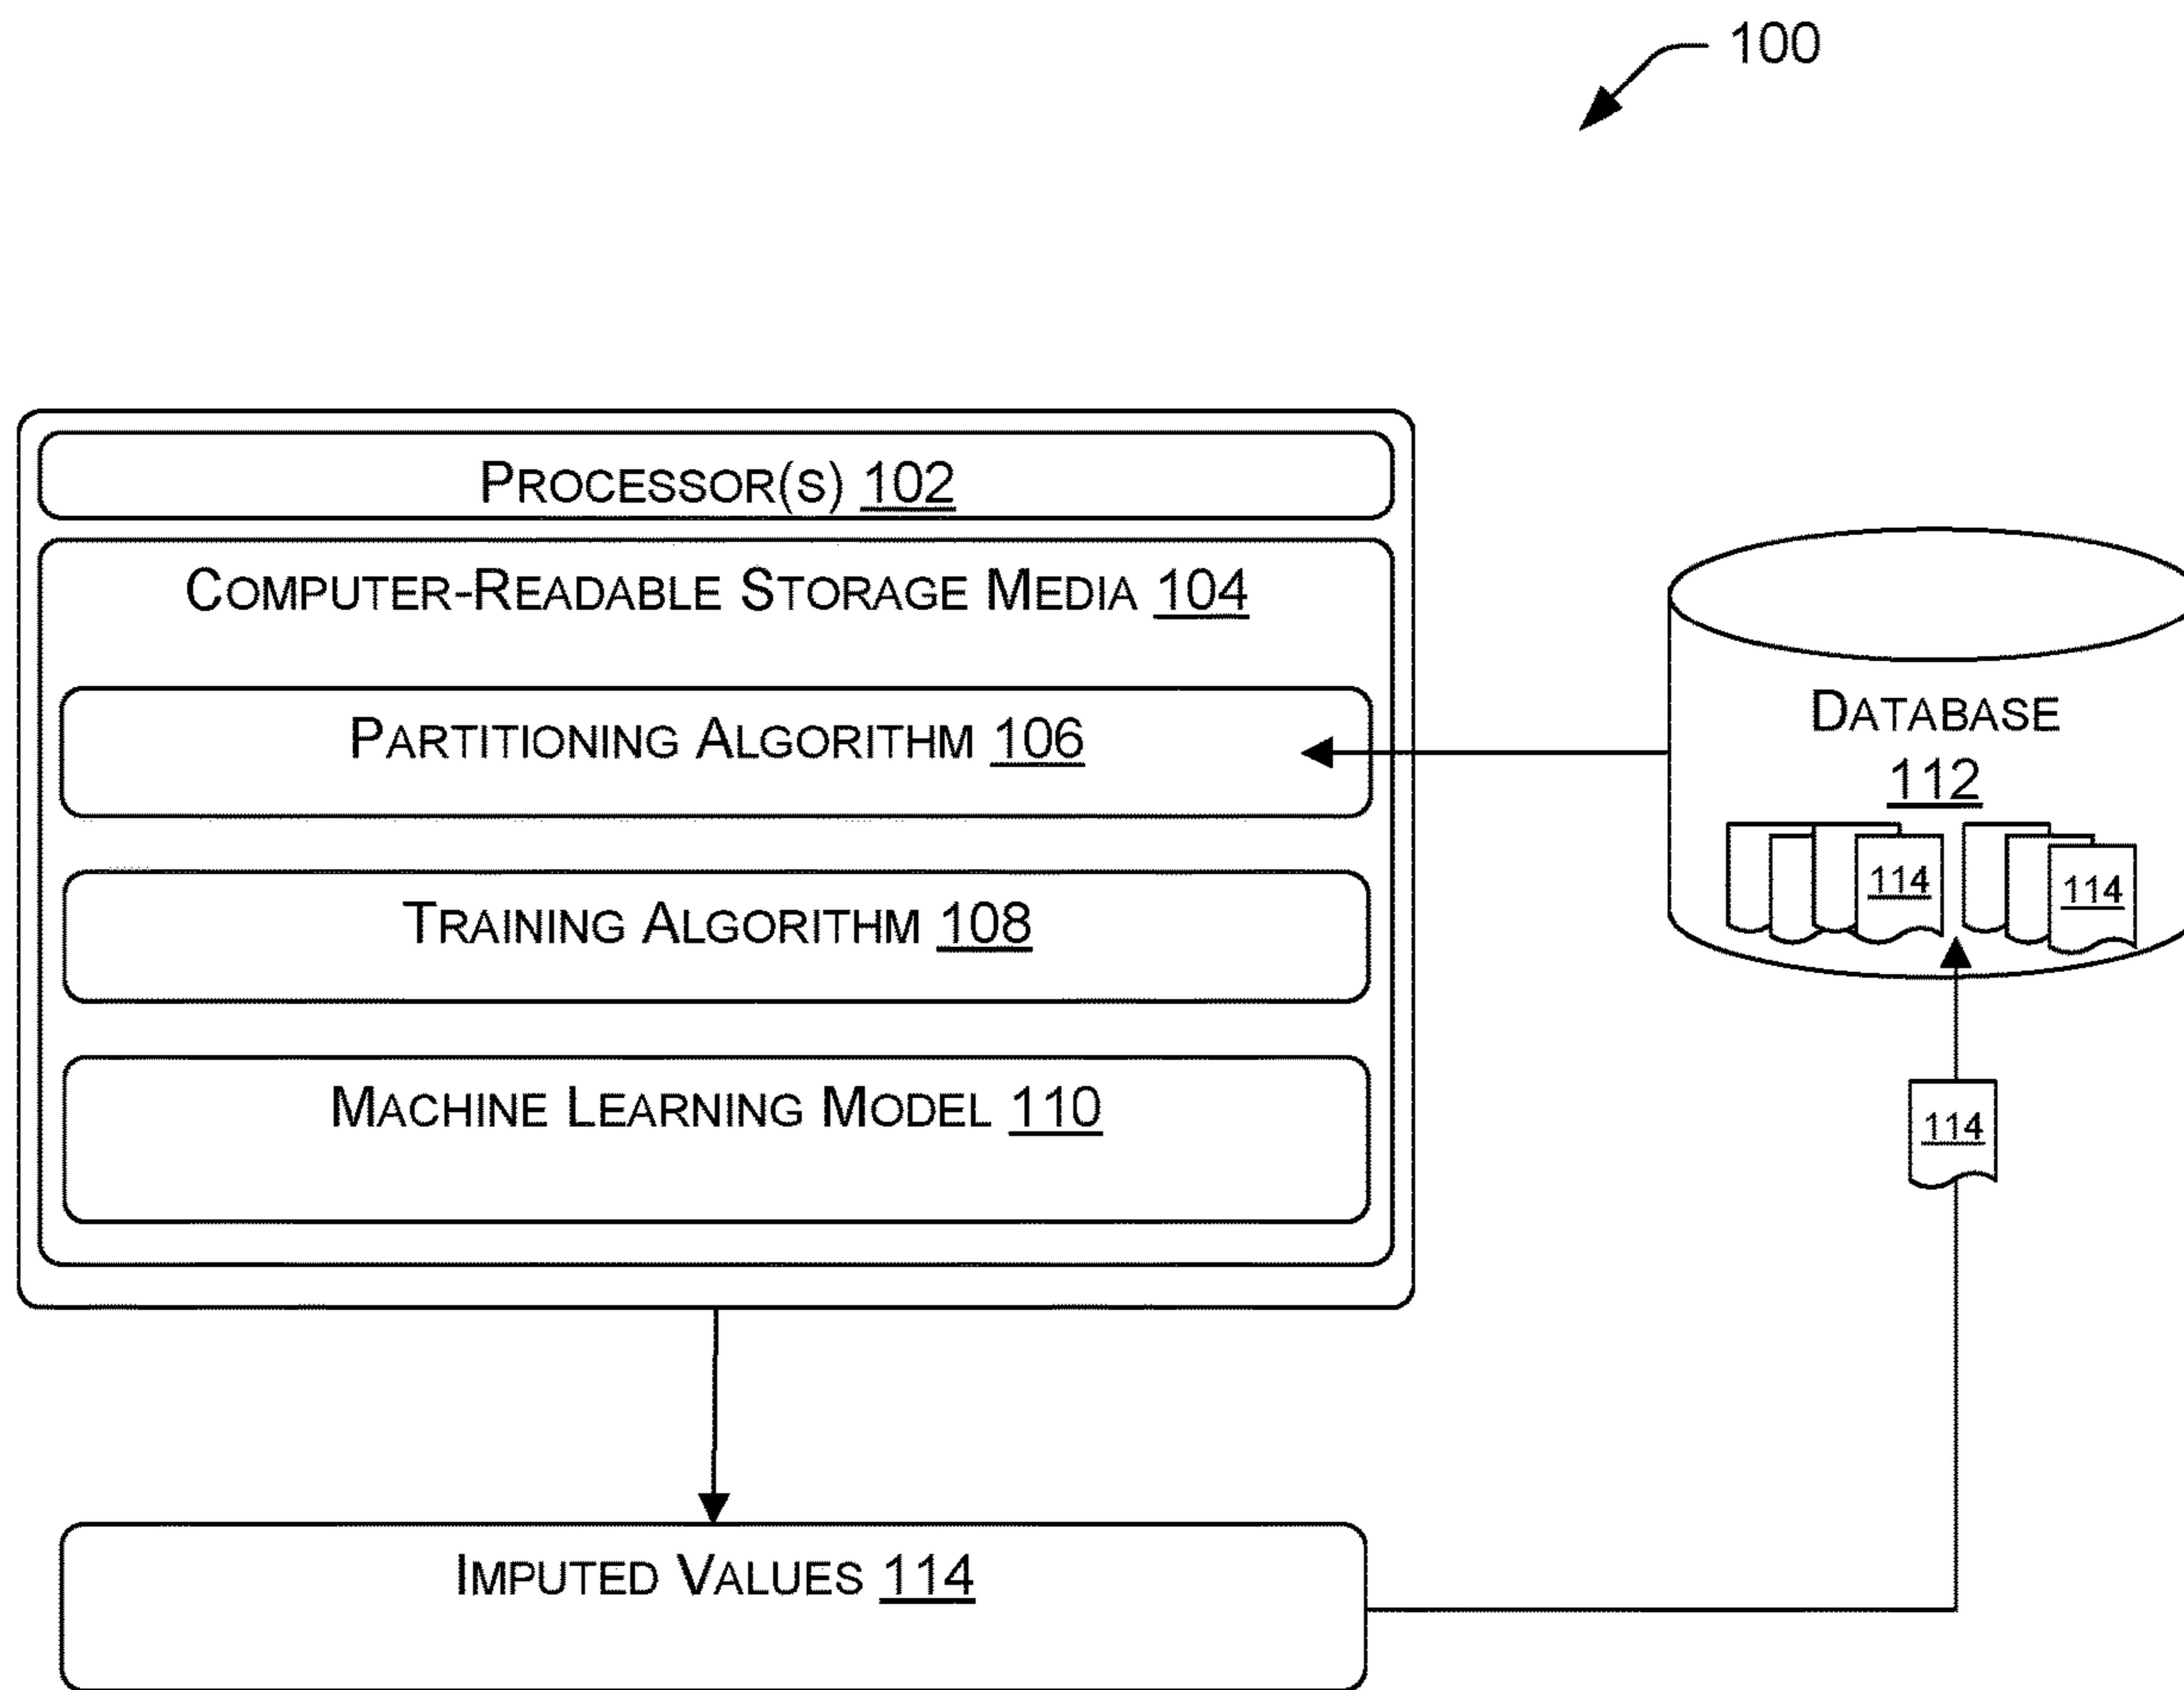 100
PROCESSOR(S) 102
COMPUTER-READABLE STORAGE MEDIA 104
PARTITIONING ALGORITHM 106
TRAINING ALGORITHM 108
MACHINE LEARNING MODEL 110
DATABASE
112
114
114
114
IMPUTED VALUES 114